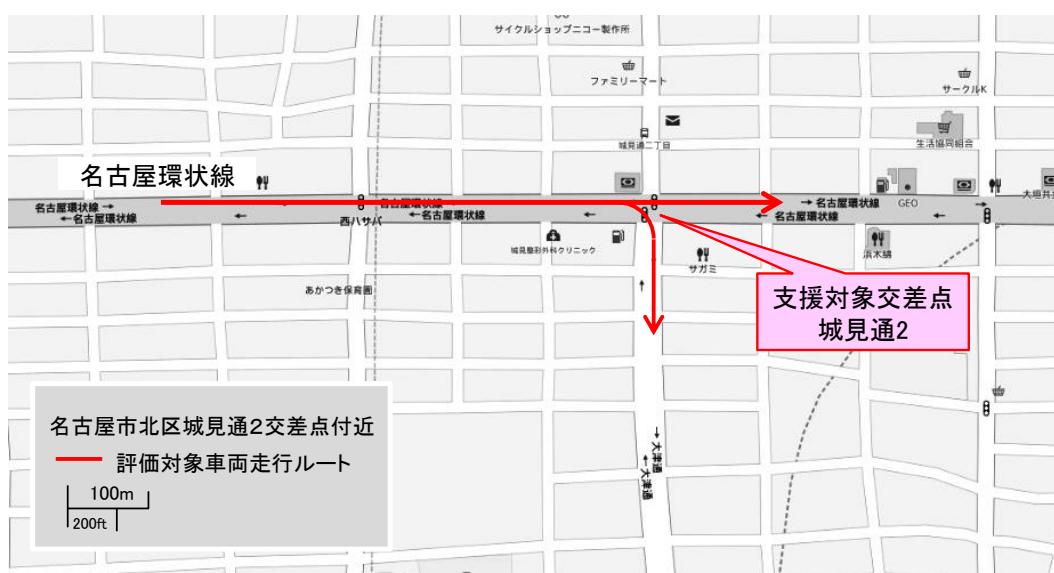 サイクルショップニコー製作所
ファミリーマート
サークルK
城見通二丁目
生活協同組合
名古屋環状線
大垣共
名古屋環状線 →
← 名古屋環状線
名古屋環状線
← 名古屋環状線
→ 名古屋環状線
← 名古屋環状線
GEO
西八サバ
城見整形外科クリニック
サガミ
浜木綿
あかつき保育園
支援対象交差点
城見通2
名古屋市北区城見通2交差点付近
評価対象車両走行ルート
100m
200ft
→ 大津通
← 大津通